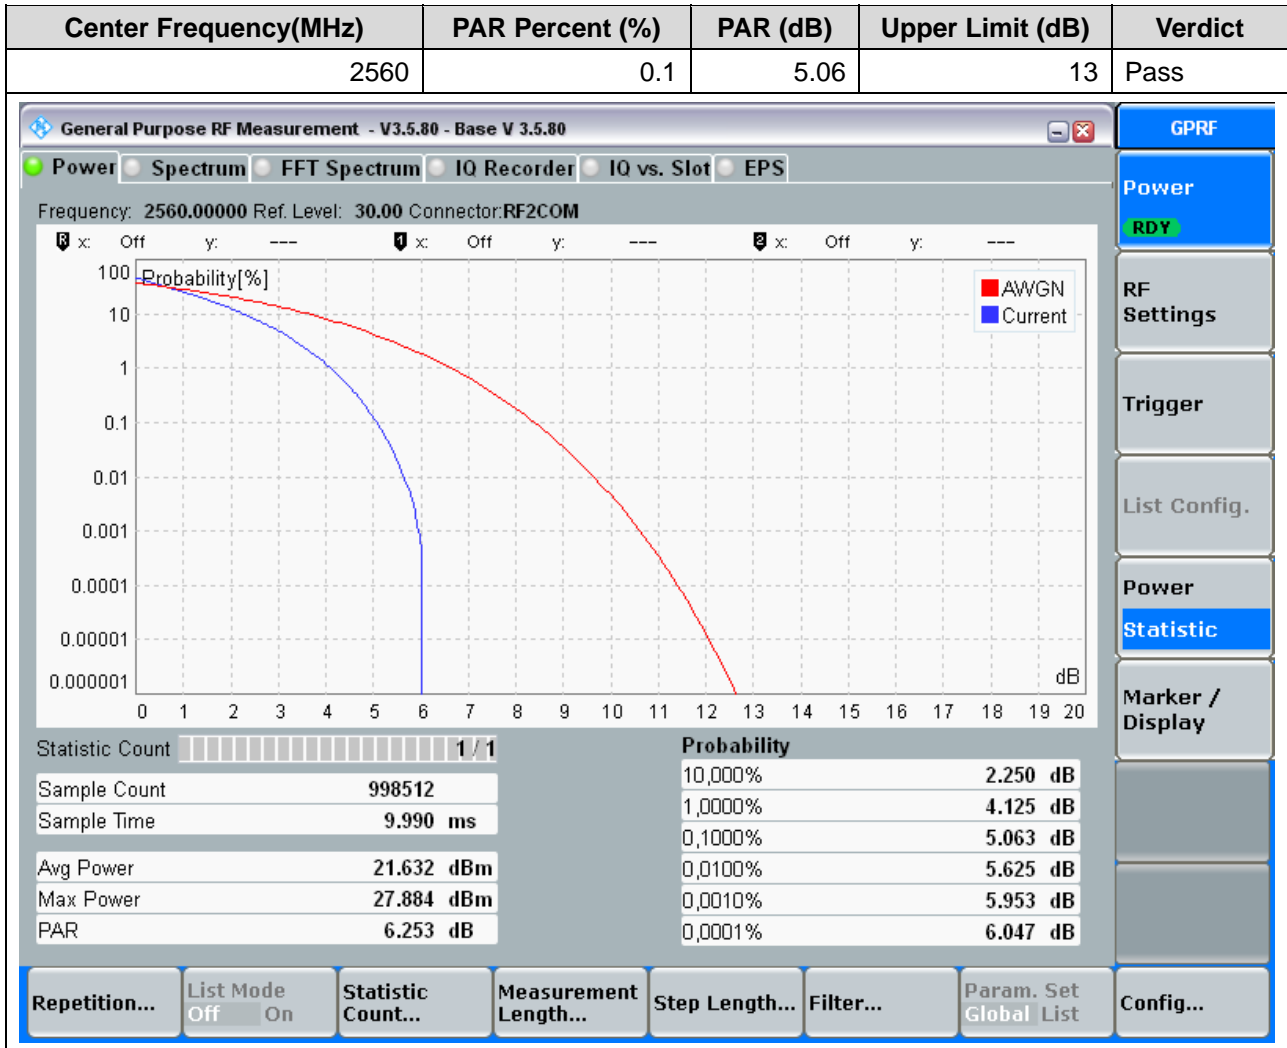 Center Frequency(MHz) PAR Percent (%) PAR (dB) Upper Limit (dB) Verdict
2560 0.1 5.06 13 Pass
General Purpose RF Measurement - V3.5.80 - Base V 3.5.80
GPRF
Power Spectrum FFT Spectrum IQ Recorder IQ vs. Slot EPS
Frequency: 2560.00000 Ref. Level: 30.00 Connector:RF2COM
R x: Off y: --- 1 x: Off y: --- 2 x: Off y: ---
Probability[%]
100
10
1
0.1
0.01
0.001
0.0001
0.00001
0.000001
AWGN
Current
dB
0 1 2 3 4 5 6 7 8 9 10 11 12 13 14 15 16 17 18 19 20
Statistic Count 1 / 1
Sample Count 998512
Sample Time 9.990 ms
Avg Power 21.632 dBm
Max Power 27.884 dBm
PAR 6.253 dB
Probability
10,000% 2.250 dB
1,0000% 4.125 dB
0,1000% 5.063 dB
0,0100% 5.625 dB
0,0010% 5.953 dB
0,0001% 6.047 dB
Power
RDY
RF
Settings
Trigger
List Config.
Power
Statistic
Marker /
Display
Repetition...
List Mode
Off On
Statistic
Count...
Measurement
Length...
Step Length...
Filter...
Param. Set
Global List
Config...